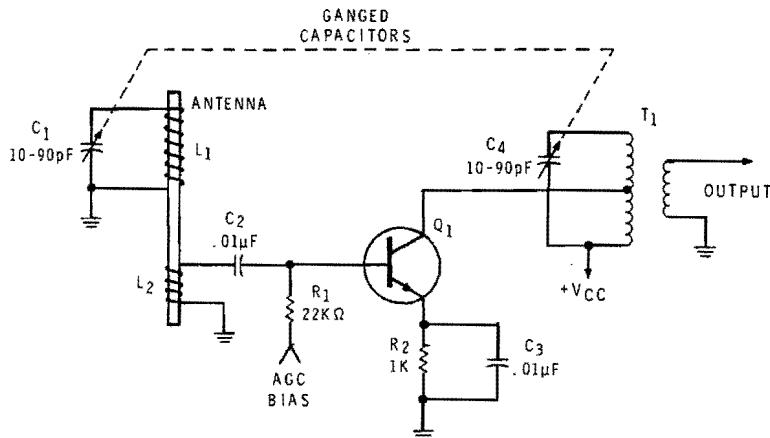 GANGED
CAPACITORS
ANTENNA
C1
10-90pF
L1
C4
10-90pF
T1
OUTPUT
C2
.01µF
Q1
L2
R1
22KΩ
+VCC
AGC
BIAS
R2
1K
C3
.01µF